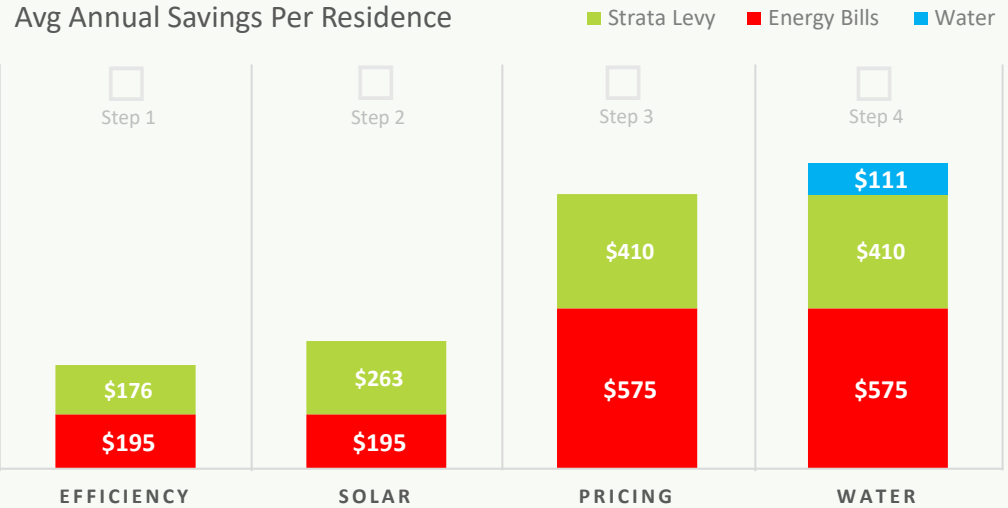 Avg Annual Savings Per Residence
Strata Levy Energy Bills Water
Step 1 Step 2 Step 3 Step 4
$111
$410 $410
$176 $263
$575 $575
$195 $195
EFFICIENCY SOLAR PRICING WATER